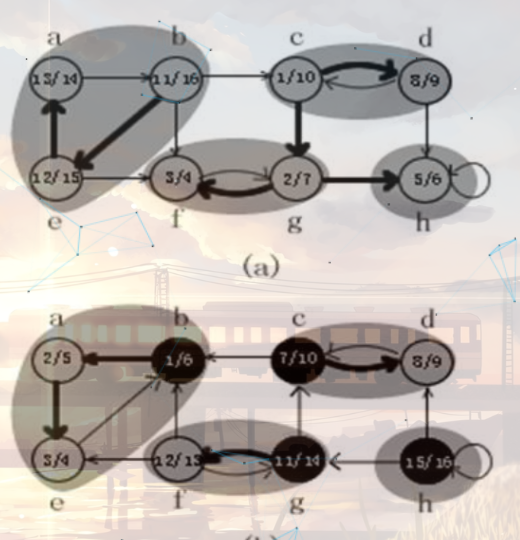 a b c d
13/14 11/16 1/10 8/9
12/15 3/4 2/7 5/6
e f g h
(a)
a b c d
2/5 1/6 7/10 8/9
3/4 12/13 11/14 15/16
e f g h